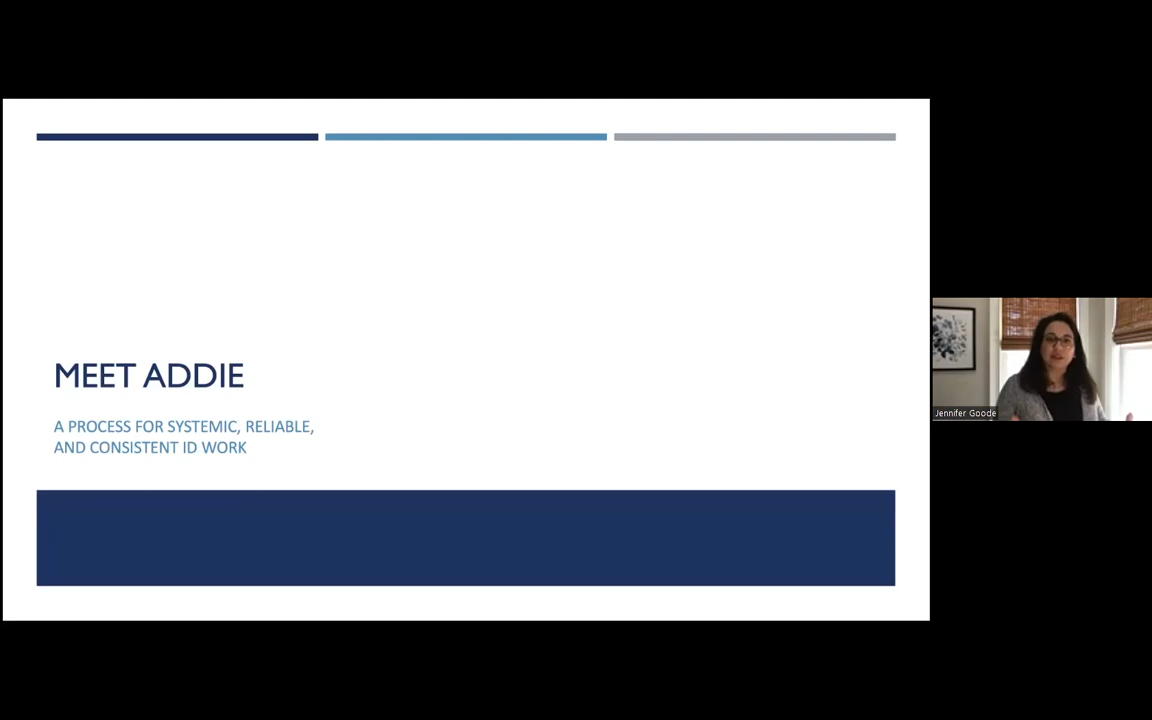 MEET ADDIE
A PROCESS FOR SYSTEMIC, RELIABLE,
AND CONSISTENT ID WORK
Jennifer Goode